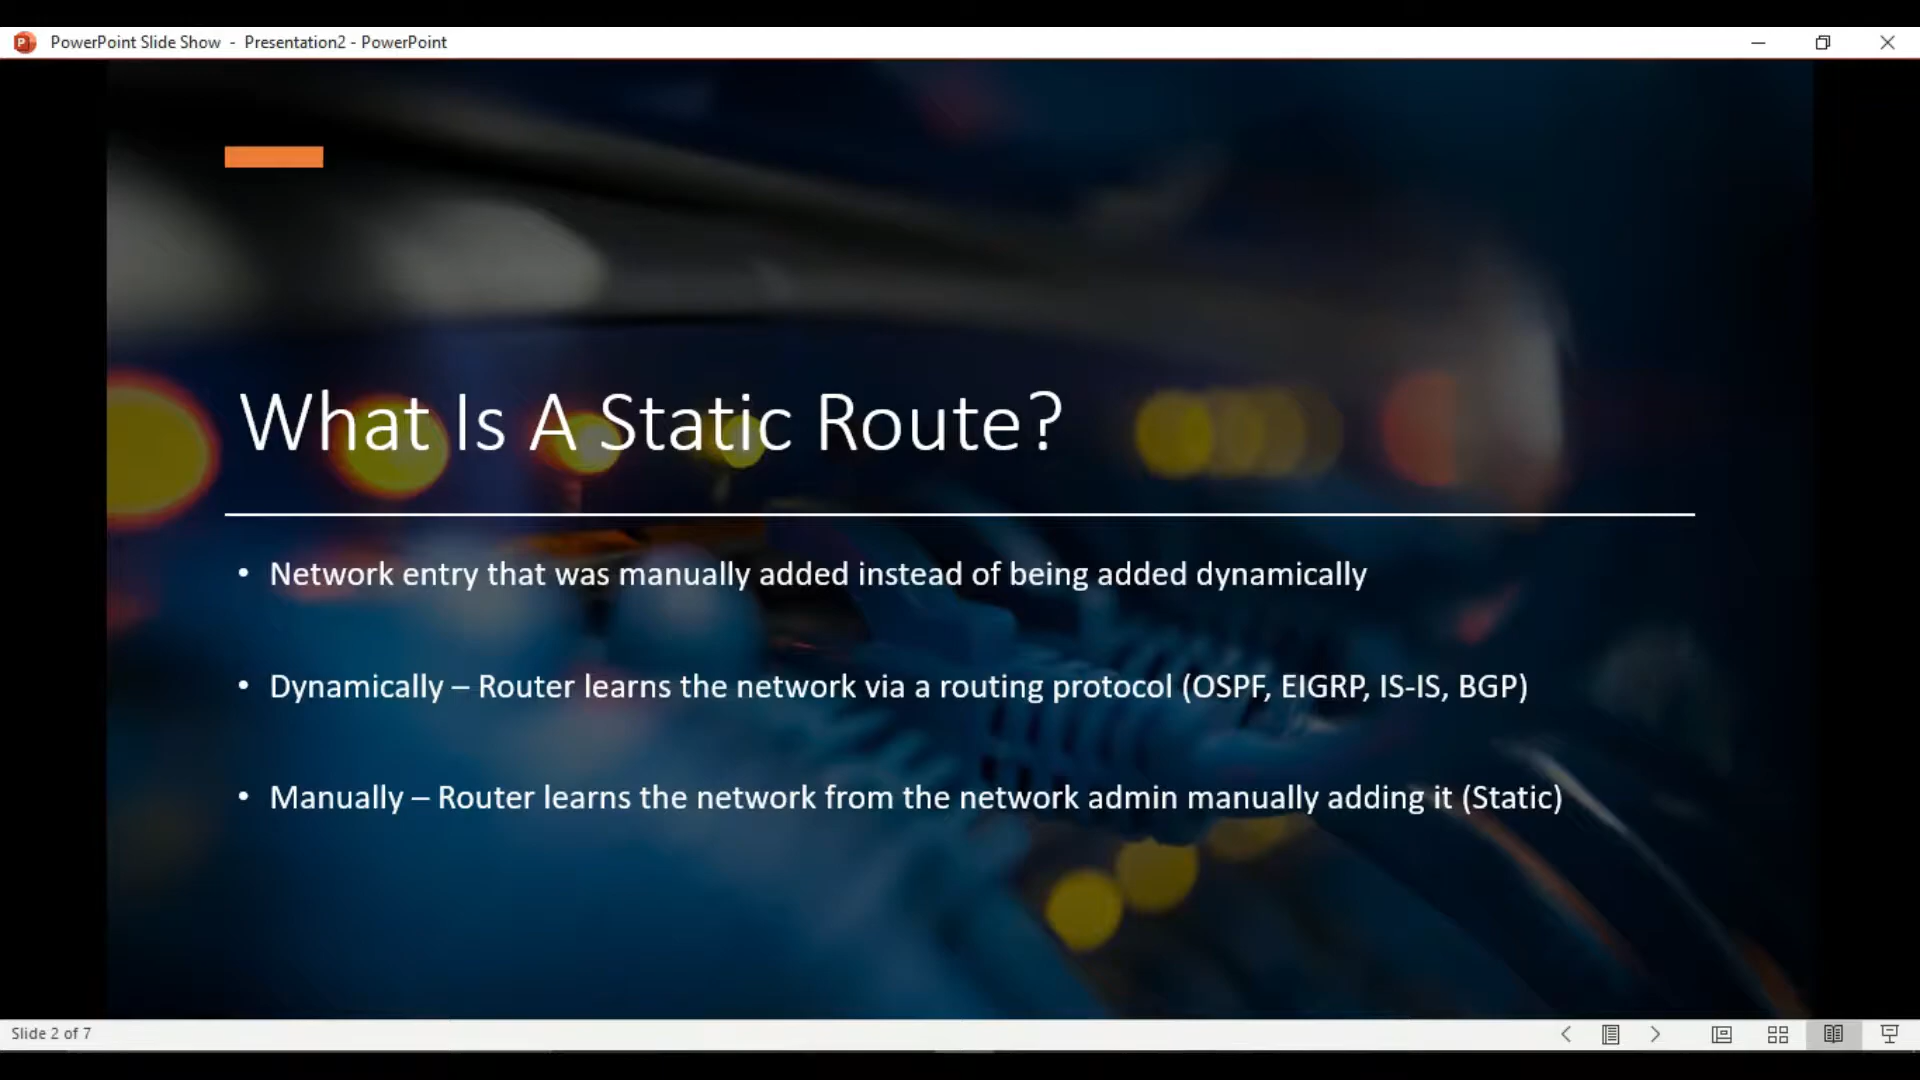 PowerPoint Slide Show - Presentation2 - PowerPoint
What Is A Static Route?
• Network entry that was manually added instead of being added dynamically
• Dynamically – Router learns the network via a routing protocol (OSPF, EIGRP, IS-IS, BGP)
• Manually – Router learns the network from the network admin manually adding it (Static)
Slide 2 of 7